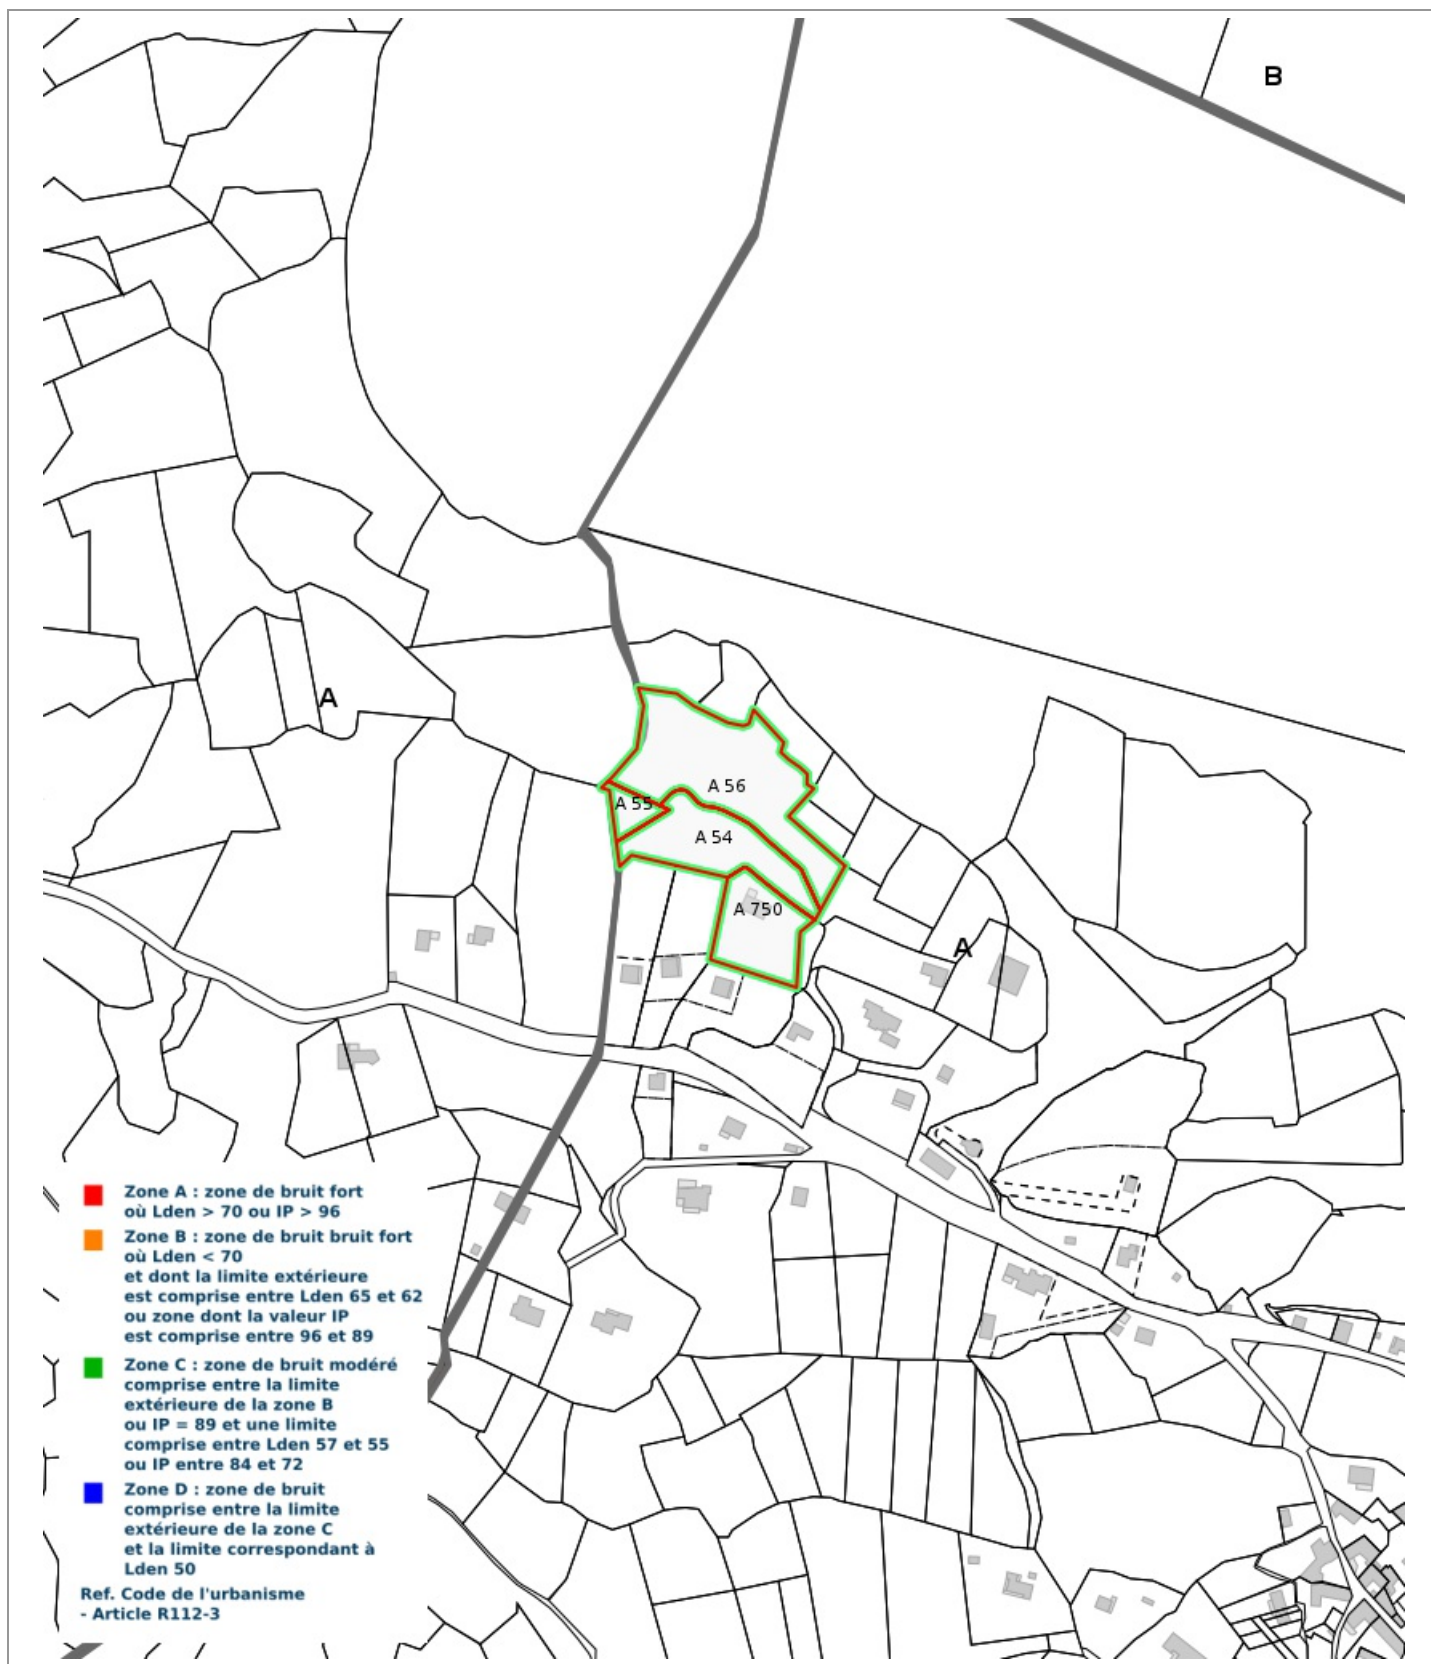 B
A
A 56
A 55
A 54
A 750
A
Zone A : zone de bruit fort
où Lden > 70 ou IP > 96
Zone B : zone de bruit bruit fort
où Lden < 70
et dont la limite extérieure
est comprise entre Lden 65 et 62
ou zone dont la valeur IP
est comprise entre 96 et 89
Zone C : zone de bruit modéré
comprise entre la limite
extérieure de la zone B
ou IP = 89 et une limite
comprise entre Lden 57 et 55
ou IP entre 84 et 72
Zone D : zone de bruit
comprise entre la limite
extérieure de la zone C
et la limite correspondant à
Lden 50
Ref. Code de l'urbanisme
- Article R112-3